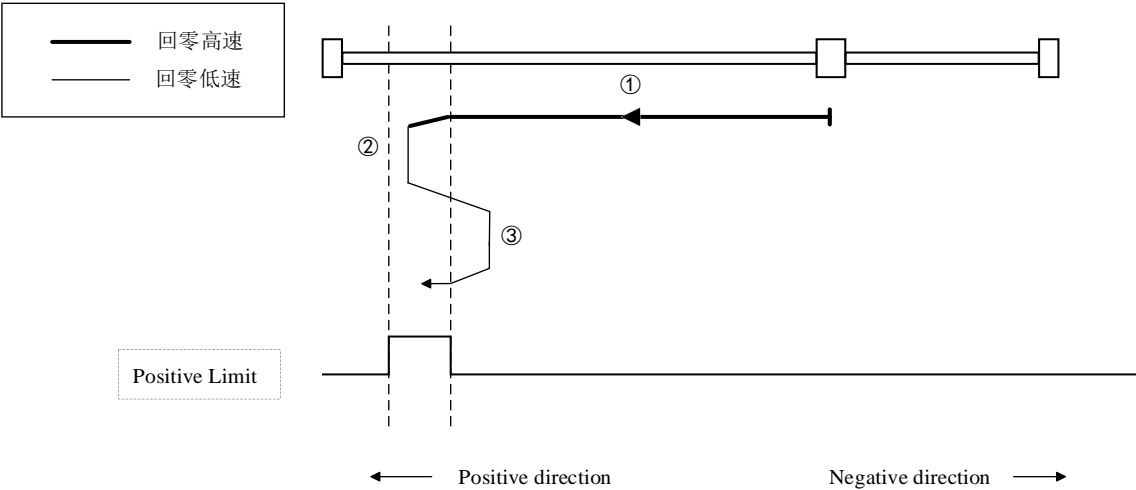 回零高速
回零低速
①
②
③
Positive Limit
Positive direction
Negative direction